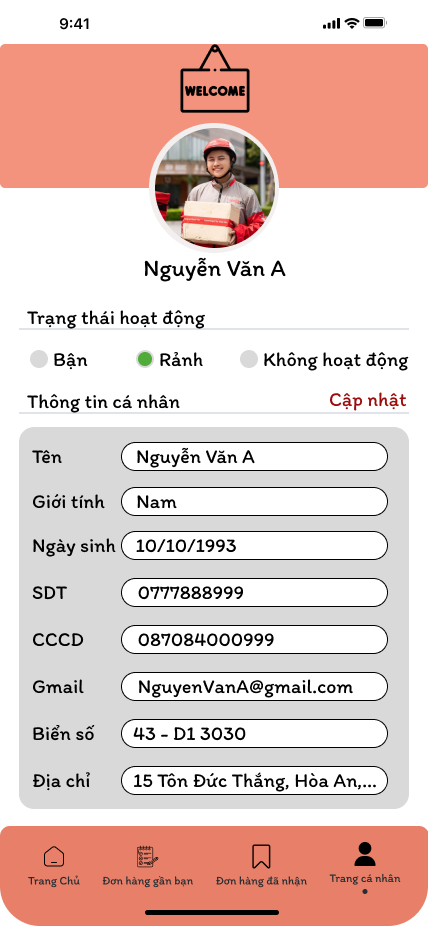 9:41
WELCOME
Nguyễn Văn A
Trạng thái hoạt động
Bận Rảnh Không hoạt động
Thông tin cá nhân Cập nhật
Tên Nguyễn Văn A
Giới tính Nam
Ngày sinh 10/10/1993
SDT 0777888999
CCCD 087084000999
Gmail NguyenVanA@gmail.com
Biển số 43 - D1 3030
Địa chỉ 15 Tôn Đức Thắng, Hòa An,...
Trang Chủ Đơn hàng gần bạn Đơn hàng đã nhận Trang cá nhân